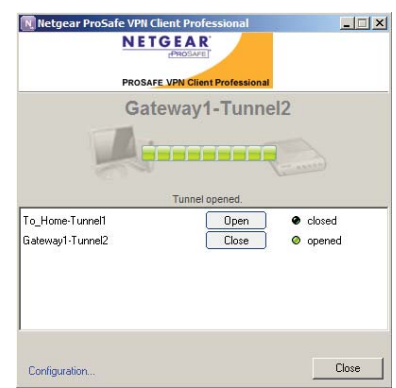 N Netgear ProSafe VPN Client Professional
NETGEAR
PROSAFE
PROSAFE VPN Client Professional
Gateway1-Tunnel2
Tunnel opened.
To_Home-Tunnel1 Open closed
Gateway1-Tunnel2 Close opened
Configuration... Close